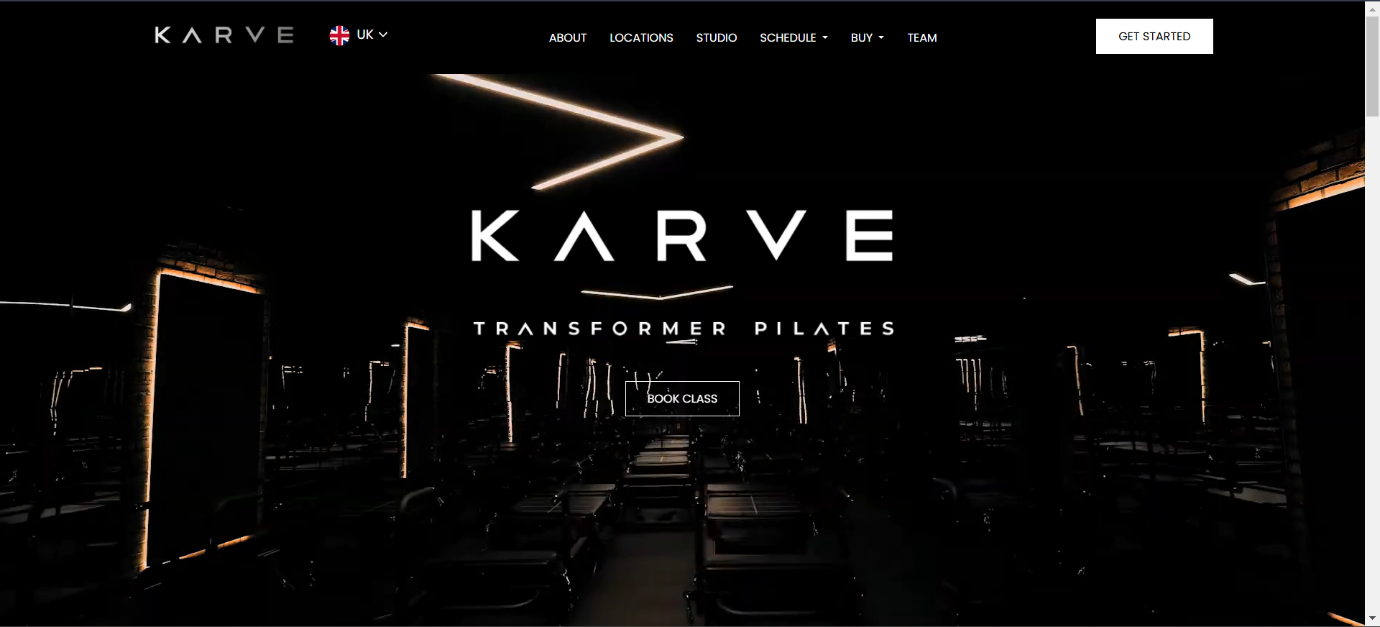 KARVE
UK
ABOUT LOCATIONS STUDIO SCHEDULE BUY TEAM
GET STARTED
KARVE
TRANSFORMER PILATES
BOOK CLASS